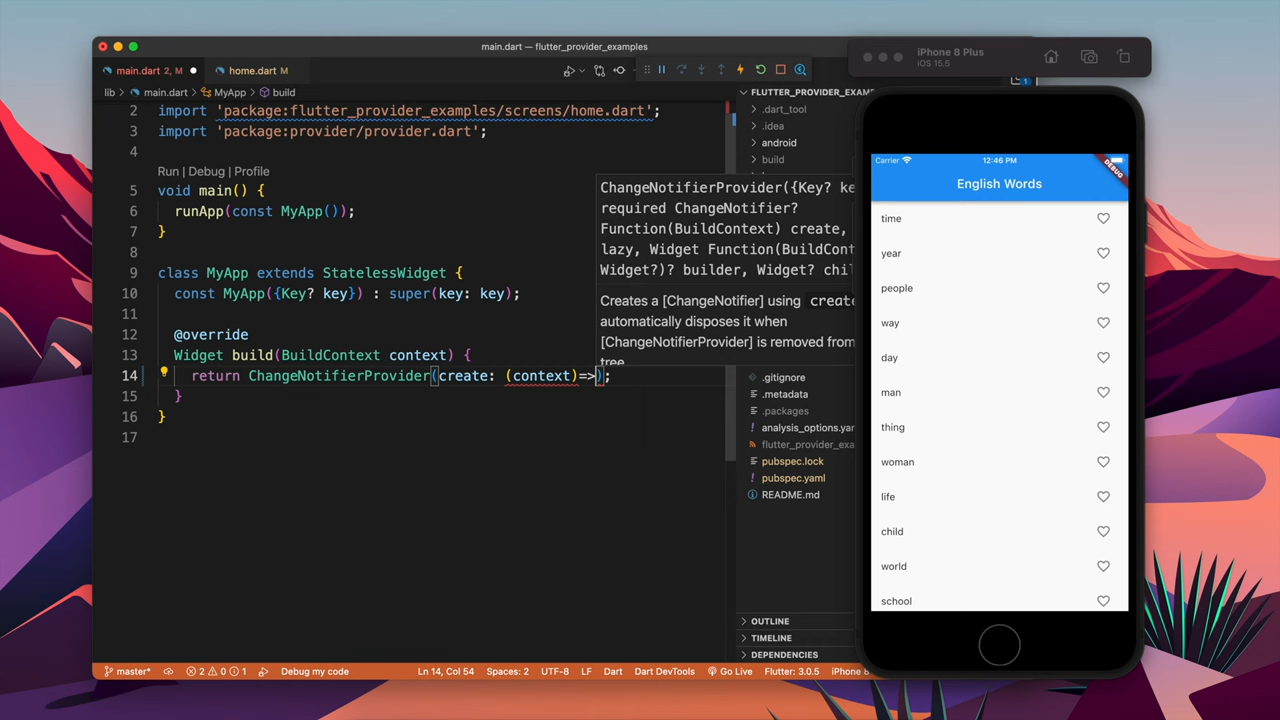 main.dart — flutter_provider_examples
main.dart 2, M
home.dart M
lib > main.dart > MyApp > build
2 import 'package:flutter_provider_examples/screens/home.dart';
3 import 'package:provider/provider.dart';
4
Run | Debug | Profile
5 void main() {
6 runApp(const MyApp());
7 }
8
9 class MyApp extends StatelessWidget {
10 const MyApp({Key? key}) : super(key: key);
11
12 @override
13 Widget build(BuildContext context) {
14 return ChangeNotifierProvider(create: (context)=>);
15 }
16 }
17
ChangeNotifierProvider({Key? ke
required ChangeNotifier?
Function(BuildContext) create,
lazy, Widget Function(BuildCont
Widget?)? builder, Widget? chil
Creates a [ChangeNotifier] using create
automatically disposes it when
[ChangeNotifierProvider] is removed from
tree.
FLUTTER_PROVIDER_EXAMP
.dart_tool
.idea
android
build
.gitignore
.metadata
.packages
analysis_options.yar
flutter_provider_exa
pubspec.lock
pubspec.yaml
README.md
OUTLINE
TIMELINE
DEPENDENCIES
master* 2 0 1 Debug my code Ln 14, Col 54 Spaces: 2 UTF-8 LF Dart Dart DevTools Go Live Flutter: 3.0.5 iPhone 8
iPhone 8 Plus
iOS 15.5
1
Carrier 12:46 PM
DEBUG
English Words
time
year
people
way
day
man
thing
woman
life
child
world
school